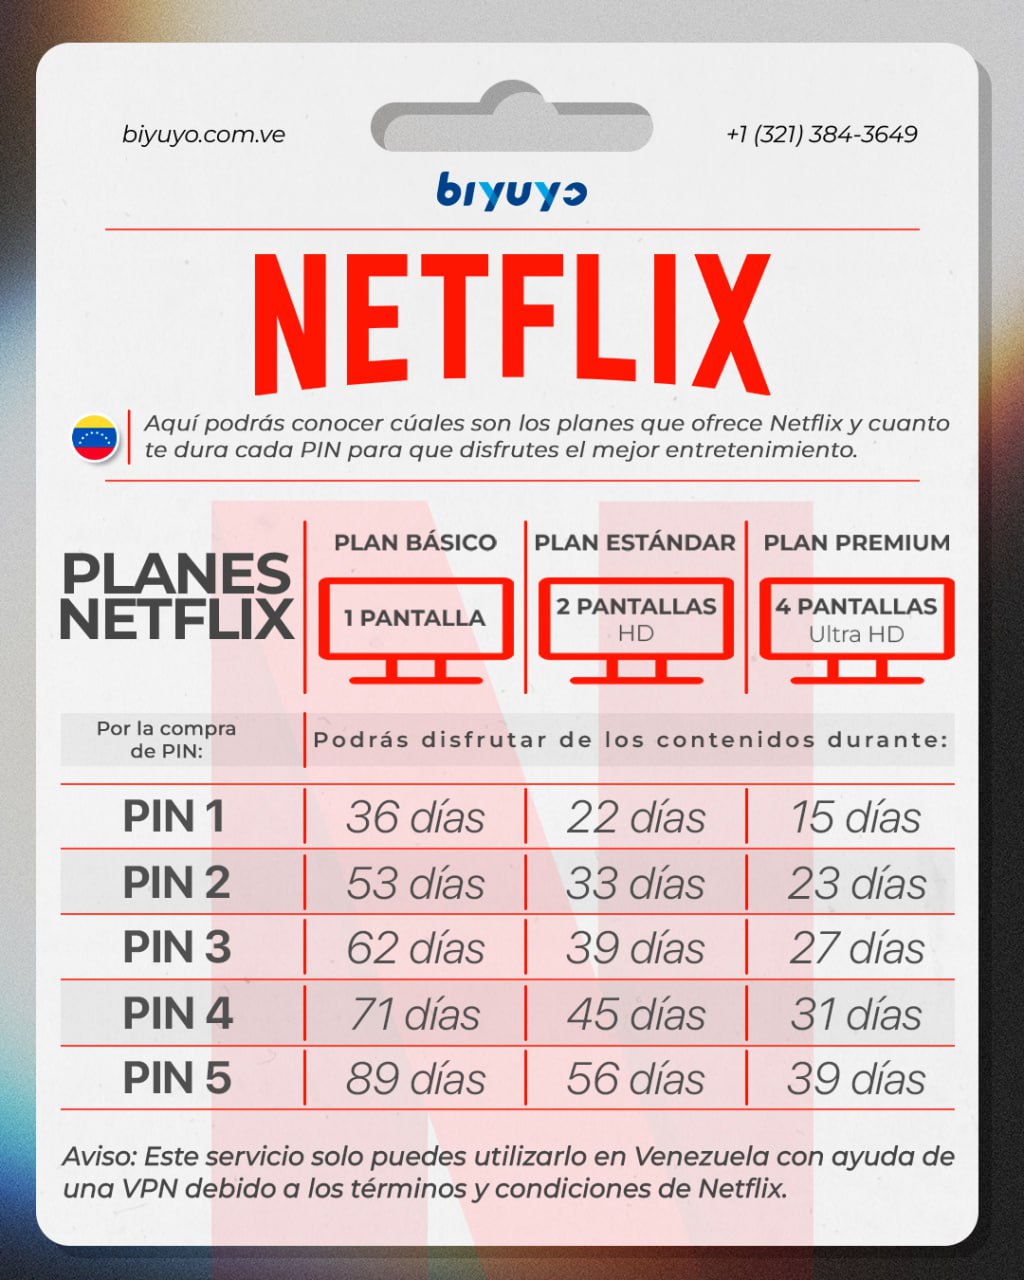 biyuyo.com.ve
+1 (321) 384-3649
biyuyo
NETFLIX
Aquí podrás conocer cúales son los planes que ofrece Netflix y cuanto
te dura cada PIN para que disfrutes el mejor entretenimiento.
PLANES
NETFLIX
PLAN BÁSICO
1 PANTALLA
PLAN ESTÁNDAR
2 PANTALLAS
HD
PLAN PREMIUM
4 PANTALLAS
Ultra HD
Por la compra
de PIN:
Podrás disfrutar de los contenidos durante:
PIN 1 36 días 22 días 15 días
PIN 2 53 días 33 días 23 días
PIN 3 62 días 39 días 27 días
PIN 4 71 días 45 días 31 días
PIN 5 89 días 56 días 39 días
Aviso: Este servicio solo puedes utilizarlo en Venezuela con ayuda de
una VPN debido a los términos y condiciones de Netflix.